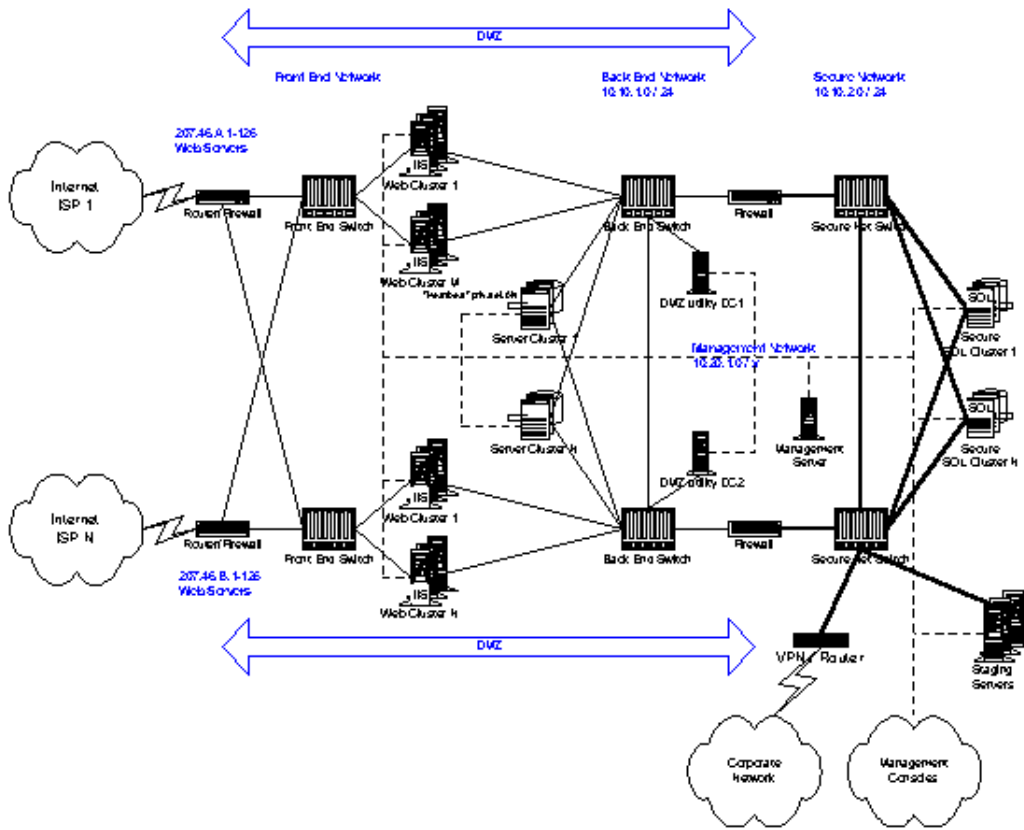 DMZ
Front End Network
Back End Network
10.10.1.0 / 24
Secure Network
10.10.2.0 / 24
207.46.A.1-126
Web Servers
Internet
ISP 1
Router/Firewall
Front End Switch
IIS
Web Cluster 1
IIS
Web Cluster N
Back End Switch
Firewall
Secure Net Switch
DMZ utility DC1
Server Cluster 1
SQL
Secure
SQL Cluster 1
Management Network
10.20.1.0 /
Server Cluster N
Management
Server
SQL
Secure
SQL Cluster N
DMZ utility DC2
Internet
ISP N
Router/Firewall
Front End Switch
IIS
Web Cluster 1
IIS
Web Cluster N
Back End Switch
Firewall
Secure Net Switch
207.46.B.1-126
Web Servers
DMZ
VPN / Router
Staging
Servers
Corporate
Network
Management
Consoles